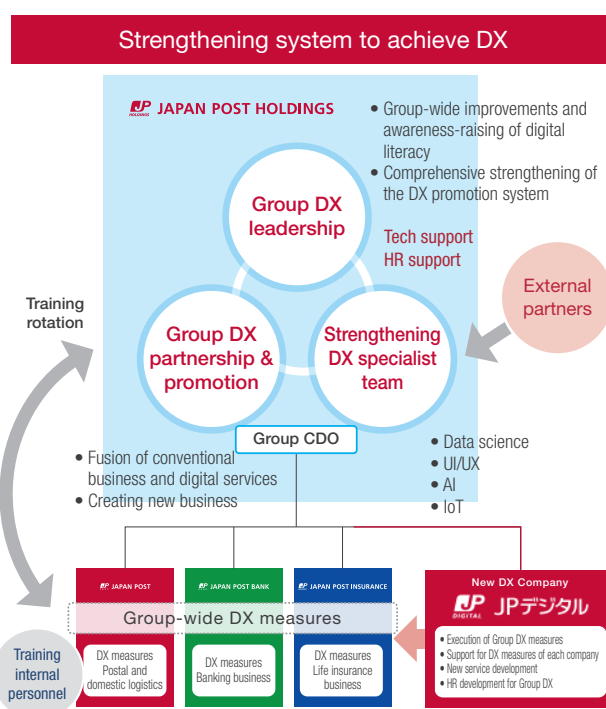 Strengthening system to achieve DX
JP HOLDINGS JAPAN POST HOLDINGS
• Group-wide improvements and
awareness-raising of digital
literacy
• Comprehensive strengthening of
the DX promotion system
Group DX
leadership
Tech support
HR support
External
partners
Training
rotation
Group DX
partnership &
promotion
Strengthening
DX specialist
team
Group CDO
• Fusion of conventional
business and digital services
• Creating new business
• Data science
• UI/UX
• AI
• IoT
JP JAPAN POST
JP JAPAN POST BANK
JP JAPAN POST INSURANCE
Group-wide DX measures
DX measures
Postal and
domestic logistics
DX measures
Banking business
DX measures
Life insurance
business
New DX Company
JP DIGITAL JPデジタル
• Execution of Group DX measures
• Support for DX measures of each company
• New service development
• HR development for Group DX
Training
internal
personnel